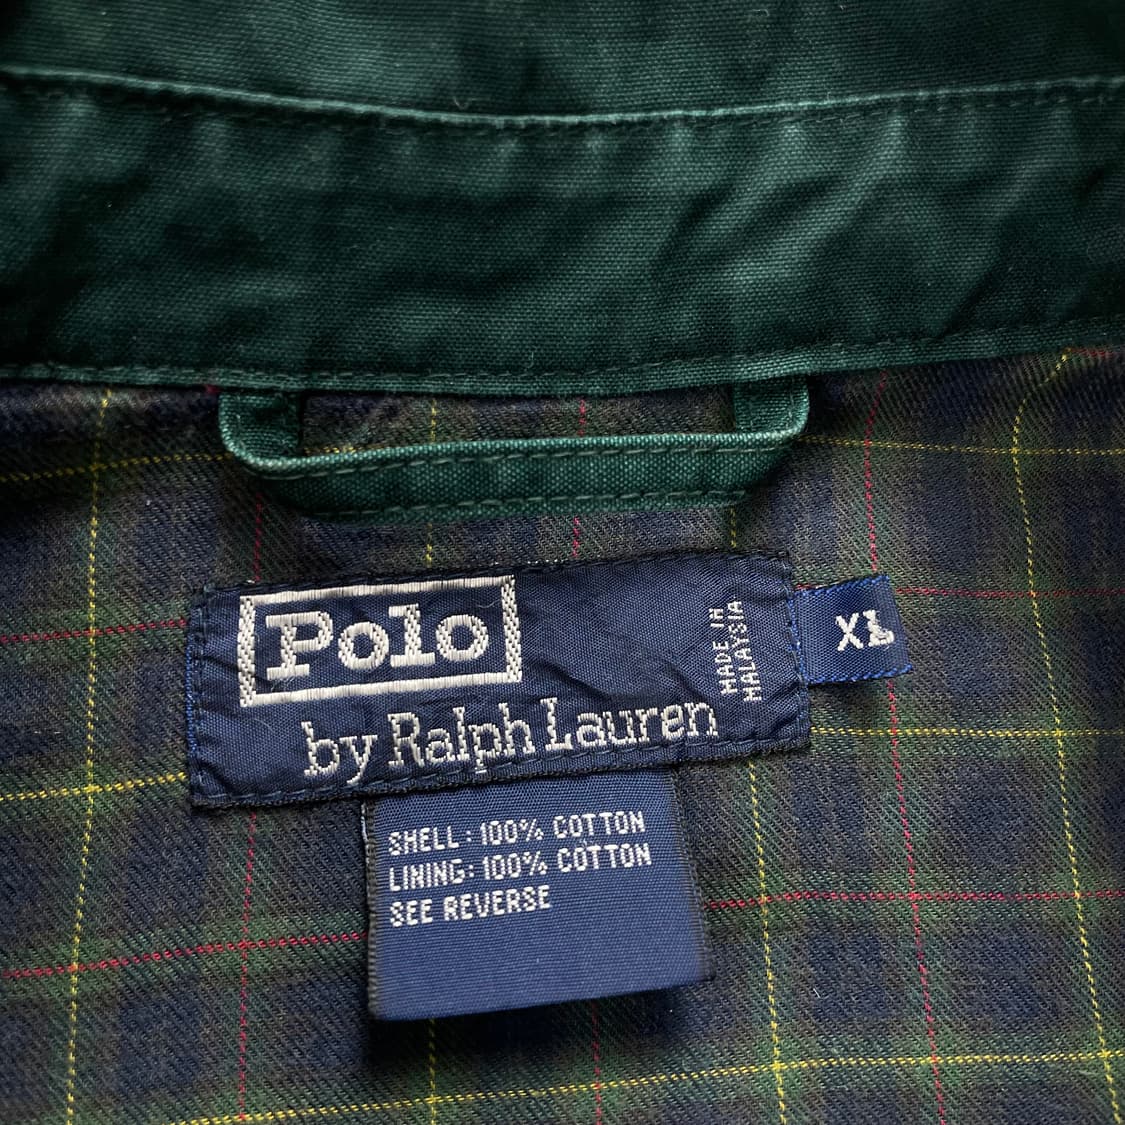 Polo
by Ralph Lauren
MADE IN
MALAYSIA
XL
SHELL: 100% COTTON
LINING: 100% COTTON
SEE REVERSE